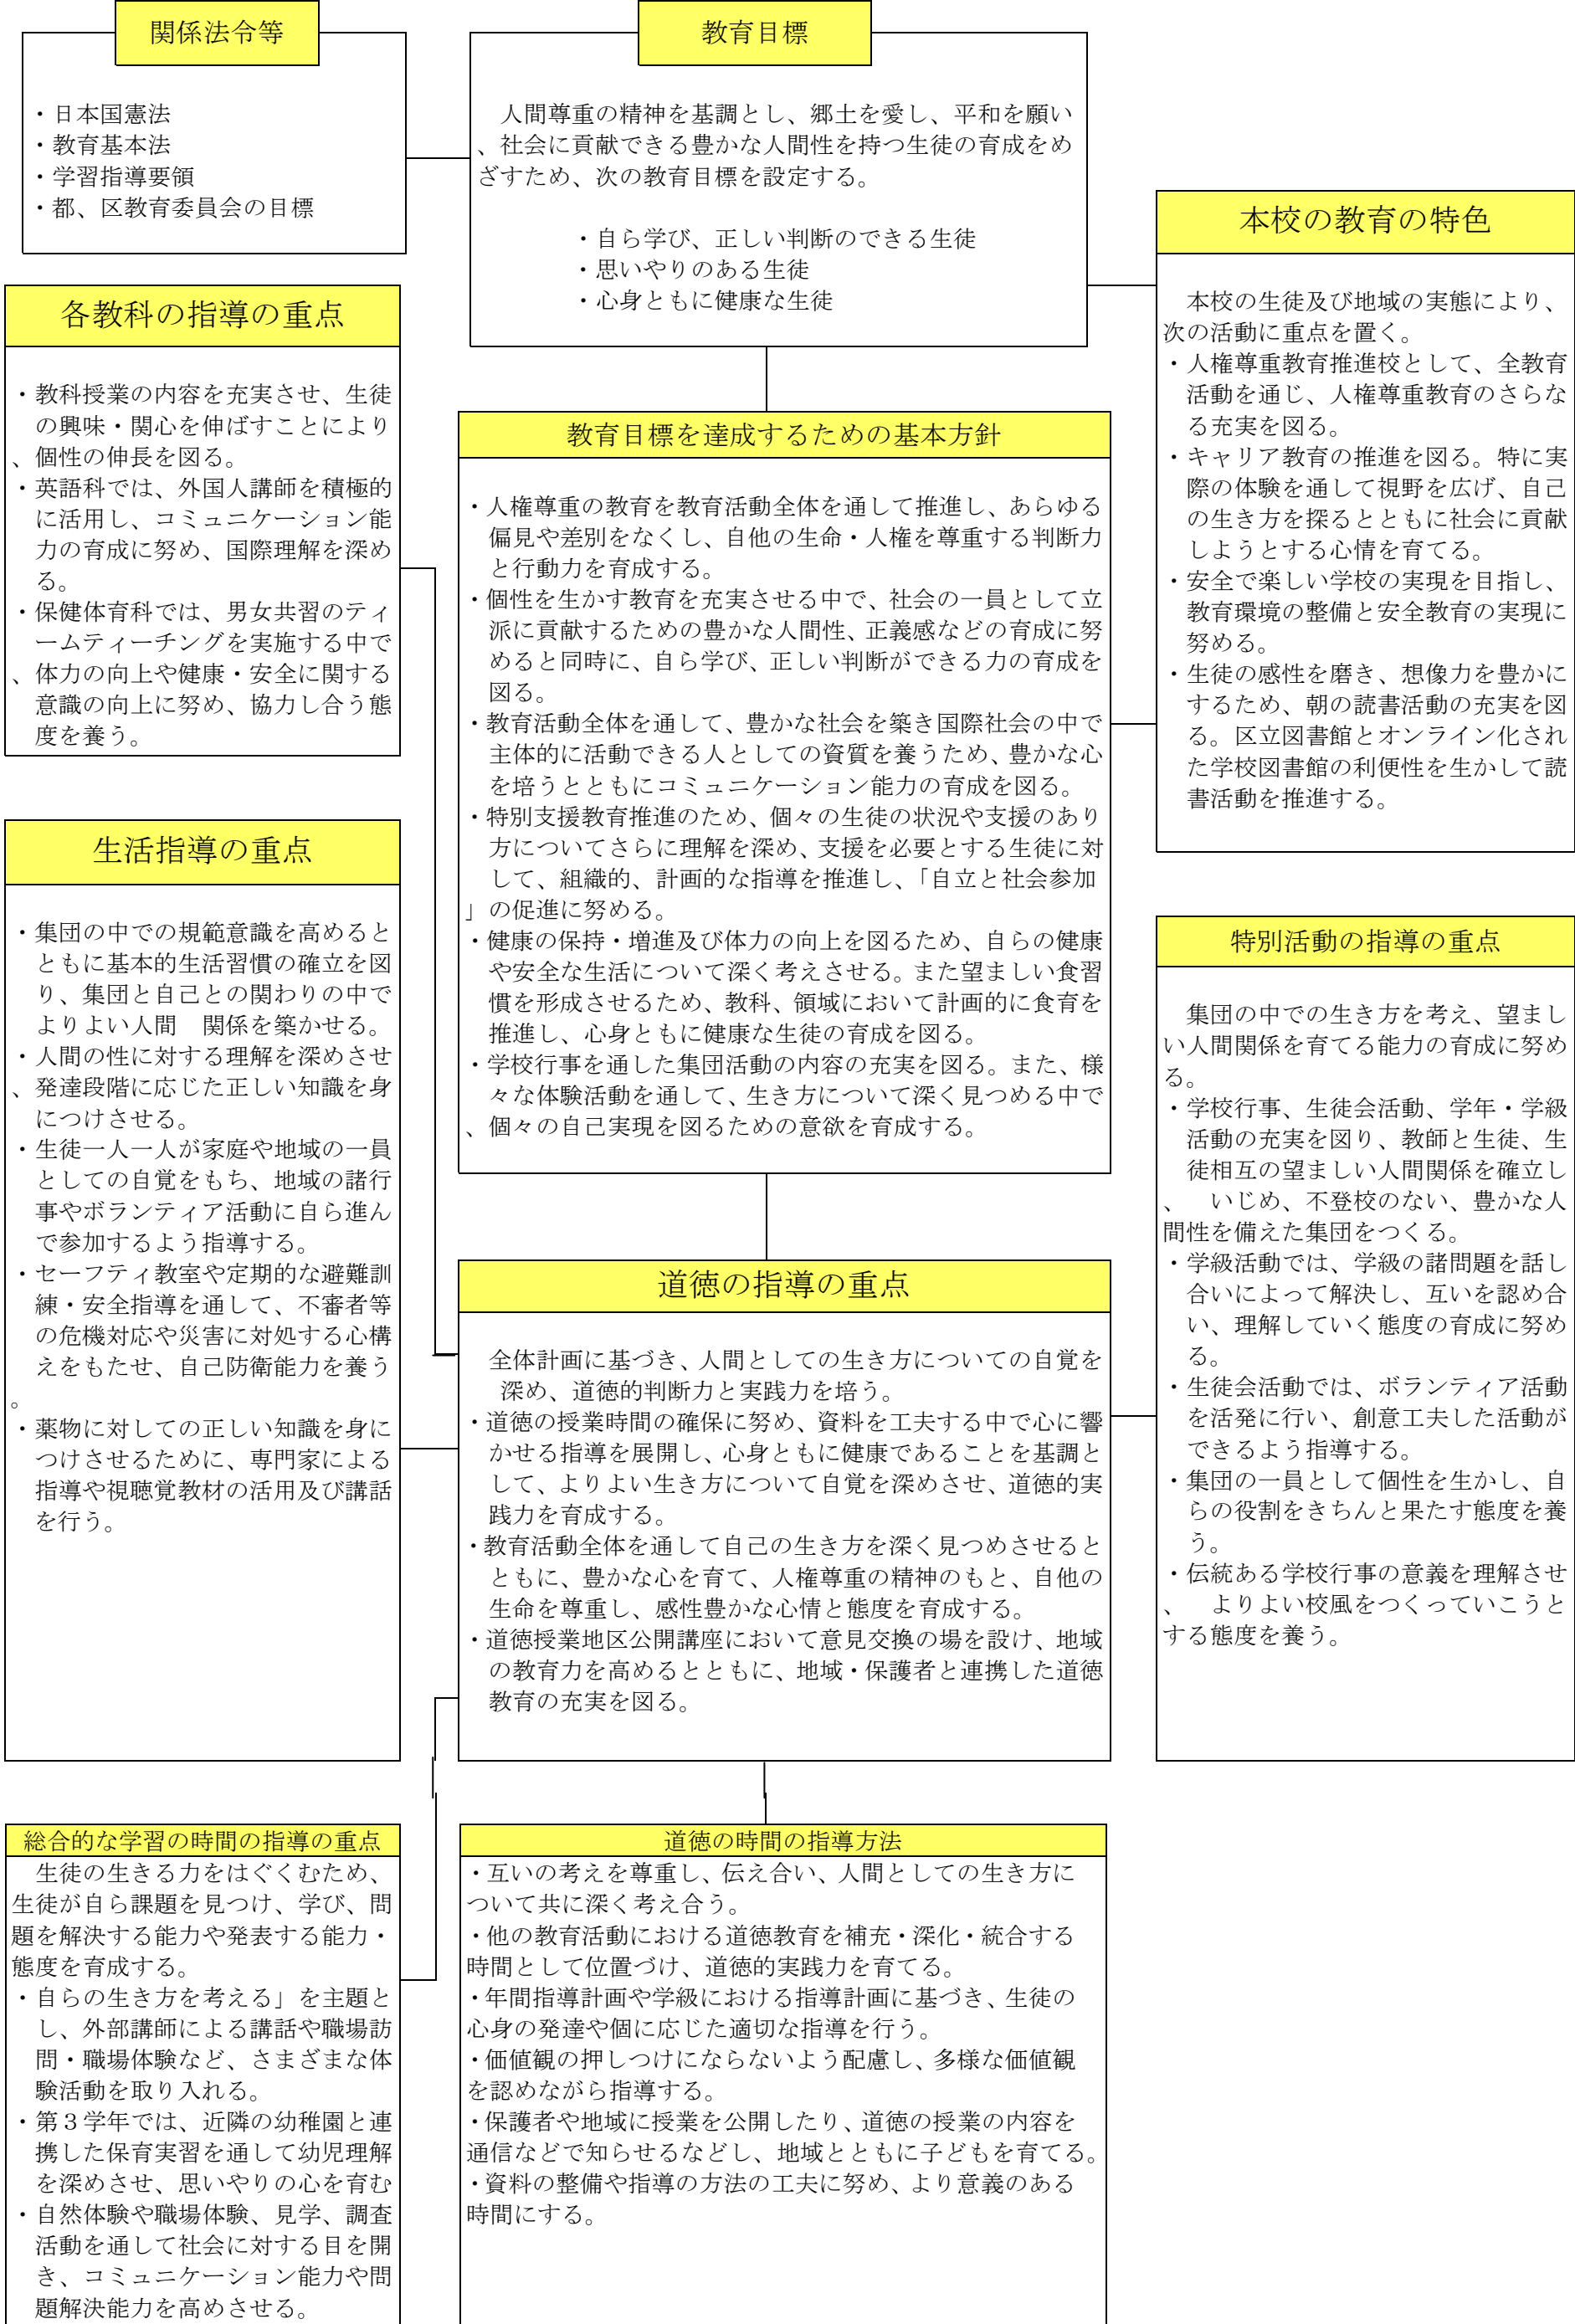 関係法令等
・日本国憲法
・教育基本法
・学習指導要領
・都、区教育委員会の目標
教育目標
人間尊重の精神を基調とし、郷土を愛し、平和を願い
、社会に貢献できる豊かな人間性を持つ生徒の育成をめ
ざすため、次の教育目標を設定する。
・自ら学び、正しい判断のできる生徒
・思いやりのある生徒
・心身ともに健康な生徒
本校の教育の特色
本校の生徒及び地域の実態により、
次の活動に重点を置く。
・人権尊重教育推進校として、全教育
活動を通じ、人権尊重教育のさらな
る充実を図る。
・キャリア教育の推進を図る。特に実
際の体験を通して視野を広げ、自己
の生き方を探るとともに社会に貢献
しようとする心情を育てる。
・安全で楽しい学校の実現を目指し、
教育環境の整備と安全教育の実現に
努める。
・生徒の感性を磨き、想像力を豊かに
するため、朝の読書活動の充実を図
る。区立図書館とオンライン化され
た学校図書館の利便性を生かして読
書活動を推進する。
各教科の指導の重点
・教科授業の内容を充実させ、生徒
の興味・関心を伸ばすことにより
、個性の伸長を図る。
・英語科では、外国人講師を積極的
に活用し、コミュニケーション能
力の育成に努め、国際理解を深め
る。
・保健体育科では、男女共習のティ
ームティーチングを実施する中で
、体力の向上や健康・安全に関する
意識の向上に努め、協力し合う態
度を養う。
教育目標を達成するための基本方針
・人権尊重の教育を教育活動全体を通して推進し、あらゆる
偏見や差別をなくし、自他の生命・人権を尊重する判断力
と行動力を育成する。
・個性を生かす教育を充実させる中で、社会の一員として立
派に貢献するための豊かな人間性、正義感などの育成に努
めると同時に、自ら学び、正しい判断ができる力の育成を
図る。
・教育活動全体を通して、豊かな社会を築き国際社会の中で
主体的に活動できる人としての資質を養うため、豊かな心
を培うとともにコミュニケーション能力の育成を図る。
・特別支援教育推進のため、個々の生徒の状況や支援のあり
方についてさらに理解を深め、支援を必要とする生徒に対
して、組織的、計画的な指導を推進し、「自立と社会参加
」の促進に努める。
・健康の保持・増進及び体力の向上を図るため、自らの健康
や安全な生活について深く考えさせる。また望ましい食習
慣を形成させるため、教科、領域において計画的に食育を
推進し、心身ともに健康な生徒の育成を図る。
・学校行事を通した集団活動の内容の充実を図る。また、様
々な体験活動を通して、生き方について深く見つめる中で
、個々の自己実現を図るための意欲を育成する。
生活指導の重点
・集団の中での規範意識を高めると
ともに基本的生活習慣の確立を図
り、集団と自己との関わりの中で
よりよい人間　関係を築かせる。
・人間の性に対する理解を深めさせ
、発達段階に応じた正しい知識を身
につけさせる。
・生徒一人一人が家庭や地域の一員
としての自覚をもち、地域の諸行
事やボランティア活動に自ら進ん
で参加するよう指導する。
・セーフティ教室や定期的な避難訓
練・安全指導を通して、不審者等
の危機対応や災害に対処する心構
えをもたせ、自己防衛能力を養う
。
・薬物に対しての正しい知識を身に
つけさせるために、専門家による
指導や視聴覚教材の活用及び講話
を行う。
特別活動の指導の重点
集団の中での生き方を考え、望まし
い人間関係を育てる能力の育成に努め
る。
・学校行事、生徒会活動、学年・学級
活動の充実を図り、教師と生徒、生
徒相互の望ましい人間関係を確立し
、　いじめ、不登校のない、豊かな人
間性を備えた集団をつくる。
・学級活動では、学級の諸問題を話し
合いによって解決し、互いを認め合
い、理解していく態度の育成に努め
る。
・生徒会活動では、ボランティア活動
を活発に行い、創意工夫した活動が
できるよう指導する。
・集団の一員として個性を生かし、自
らの役割をきちんと果たす態度を養
う。
・伝統ある学校行事の意義を理解させ
、　よりよい校風をつくっていこうと
する態度を養う。
道徳の指導の重点
全体計画に基づき、人間としての生き方についての自覚を
深め、道徳的判断力と実践力を培う。
・道徳の授業時間の確保に努め、資料を工夫する中で心に響
かせる指導を展開し、心身ともに健康であることを基調と
して、よりよい生き方について自覚を深めさせ、道徳的実
践力を育成する。
・教育活動全体を通して自己の生き方を深く見つめさせると
ともに、豊かな心を育て、人権尊重の精神のもと、自他の
生命を尊重し、感性豊かな心情と態度を育成する。
・道徳授業地区公開講座において意見交換の場を設け、地域
の教育力を高めるとともに、地域・保護者と連携した道徳
教育の充実を図る。
総合的な学習の時間の指導の重点
生徒の生きる力をはぐくむため、
生徒が自ら課題を見つけ、学び、問
題を解決する能力や発表する能力・
態度を育成する。
・自らの生き方を考える」を主題と
し、外部講師による講話や職場訪
問・職場体験など、さまざまな体
験活動を取り入れる。
・第３学年では、近隣の幼稚園と連
携した保育実習を通して幼児理解
を深めさせ、思いやりの心を育む
・自然体験や職場体験、見学、調査
活動を通して社会に対する目を開
き、コミュニケーション能力や問
題解決能力を高めさせる。
道徳の時間の指導方法
・互いの考えを尊重し、伝え合い、人間としての生き方に
ついて共に深く考え合う。
・他の教育活動における道徳教育を補充・深化・統合する
時間として位置づけ、道徳的実践力を育てる。
・年間指導計画や学級における指導計画に基づき、生徒の
心身の発達や個に応じた適切な指導を行う。
・価値観の押しつけにならないよう配慮し、多様な価値観
を認めながら指導する。
・保護者や地域に授業を公開したり、道徳の授業の内容を
通信などで知らせるなどし、地域とともに子どもを育てる。
・資料の整備や指導の方法の工夫に努め、より意義のある
時間にする。